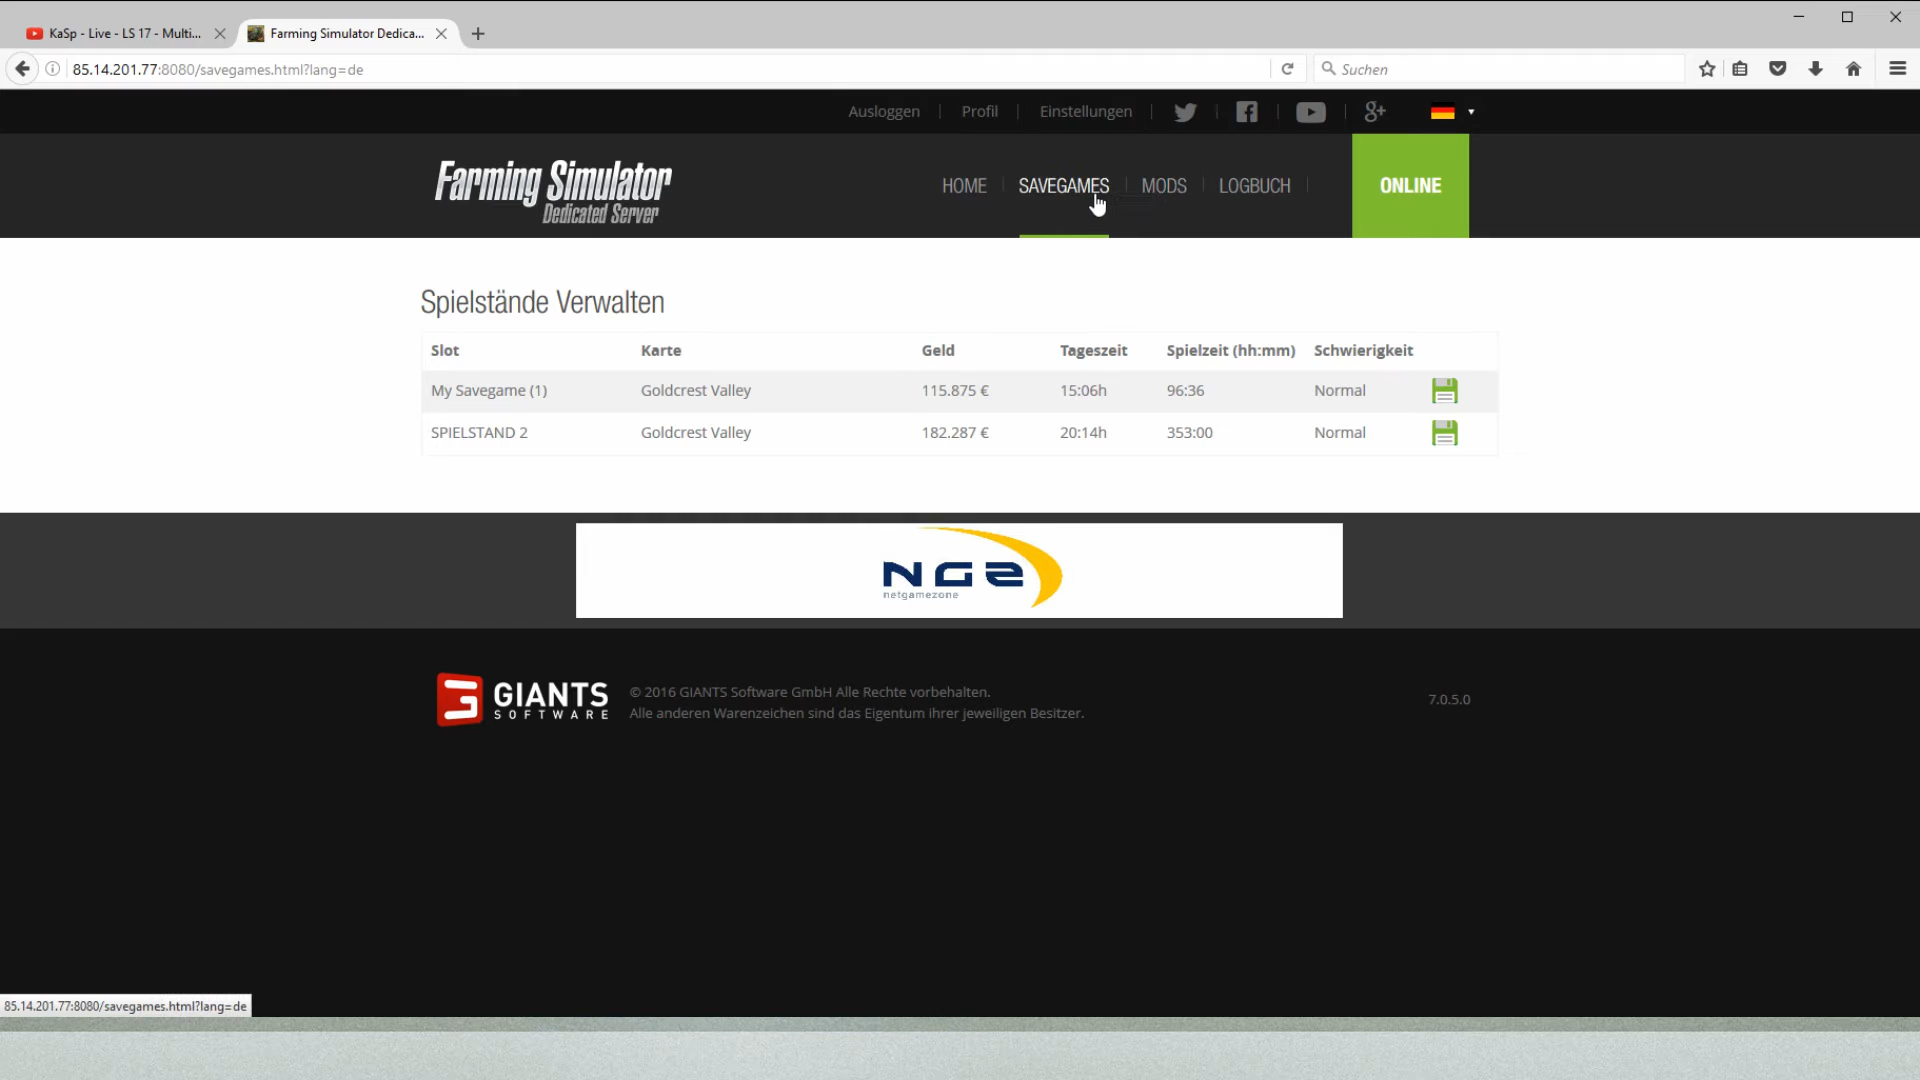 KaSp - Live - LS 17 - Multi...
Farming Simulator Dedica...
85.14.201.77:8080/savegames.html?lang=de
Suchen
Ausloggen
Profil
Einstellungen
Farming Simulator
Dedicated Server
HOME
SAVEGAMES
MODS
LOGBUCH
ONLINE
Spielstände Verwalten
Slot Karte Geld Tageszeit Spielzeit (hh:mm) Schwierigkeit
My Savegame (1) Goldcrest Valley 115.875 € 15:06h 96:36 Normal
SPIELSTAND 2 Goldcrest Valley 182.287 € 20:14h 353:00 Normal
NGZ
netgamezone
GIANTS
SOFTWARE
© 2016 GIANTS Software GmbH Alle Rechte vorbehalten.
Alle anderen Warenzeichen sind das Eigentum ihrer jeweiligen Besitzer.
7.0.5.0
85.14.201.77:8080/savegames.html?lang=de